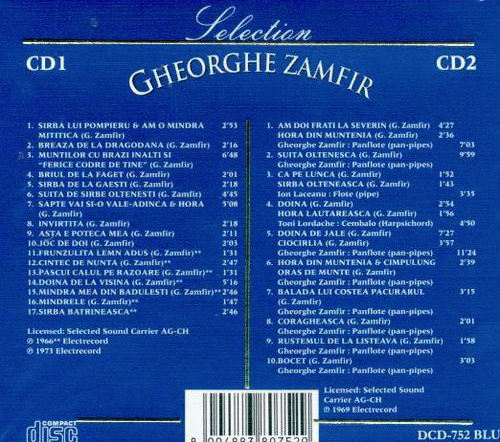 Selection
CD1
GHEORGHE ZAMFIR
CD2
1. SIRBA LUI POMPIERU & AM O MINDRA 2'53
MITITICA (G. Zamfir)
2. BREAZA DE LA DRAGODANA (G. Zamfir) 2'16
3. MUNTILOR CU BRAZI INALTI SI 6'48
"FERICE CODRE DE TINE" (G. Zamfir)
4. BRIUL DE LA FAGET (G. Zamfir) 2'01
5. SIRBA DE LA GAESTI (G. Zamfir) 2'18
6. SUITA DE SIRBE OLTENESTI (G. Zamfir) 4'45
7. SAPTE VAI SI-O VALE-ADINCA & HORA 3'08
(G. Zamfir)
8. INVIRTITA (G. Zamfir) 2'18
9. ASTA E POTECA MEA (G. Zamfir) 2'11
10. JOC DE DOI (G. Zamfir) 2'03
11. FRUNZULITA LEMN ADUS (G. Zamfir)** 1'31
12. CINTEC DE NUNTA (G. Zamfir)** 2'47
13. PASCUI CALUL PE RAZOARE (G. Zamfir)** 1'31
14. DOINA DE LA VISINA (G. Zamfir)** 5'16
15. MINDRA MEA DIN BADULESTI (G. Zamfir)** 2'46
16. MINDRELE (G. Zamfir)** 1'47
17. SIRBA BATRINEASCA** 2'46
Licensed: Selected Sound Carrier AG-CH
℗ 1966** Electrecord
℗ 1973 Electrecord
1. AM DOI FRATI LA SEVERIN (G. Zamfir) 4'27
HORA DIN MUNTENIA (G. Zamfir) 2'36
Gheorghe Zamfir : Panflote (pan-pipes) 7'03
2. SUITA OLTENESCA (G. Zamfir) 9'59
Gheorghe Zamfir : Panflote (pan-pipes)
3. CA PE LUNCA (G. Zamfir) 1'52
SIRBA OLTENEASCA (G. Zamfir) 1'43
Ion Laceanu : Flote (pipe) 3'35
4. DOINA (G. Zamfir) 2'54
HORA LAUTAREASCA (G. Zamfir) 1'56
Toni Iordache : Cembalo (Harpsichord) 4'50
5. DOINA DE JALE (G. Zamfir) 7'27
CIOCIRLIA (G. Zamfir) 3'57
Gheorghe Zamfir : Panflote (pan-pipes) 11'24
6. HORA DIN MUNTENIA & CIMPULUNG 2'39
ORAS DE MUNTE (G. Zamfir)
Gheorghe Zamfir : Panflote (pan-pipes)
7. BALADA LUI COSTEA PACURARUL 3'15
(G. Zamfir)
Gheorghe Zamfir : Panflote (pan-pipes)
8. CORAGHEASCA (G. Zamfir) 2'01
Gheorghe Zamfir : Panflote (pan-pipes)
9. RUSTEMUL DE LA LISTEAVA (G. Zamfir) 1'58
Gheorghe Zamfir : Panflote (pan-pipes)
10. BOCET (G. Zamfir) 3'03
Gheorghe Zamfir : Panflote (pan-pipes)
Licensed: Selected Sound
Carrier AG-CH
℗ 1969 Electrecord
COMPACT
disc
DCD-752 BLU